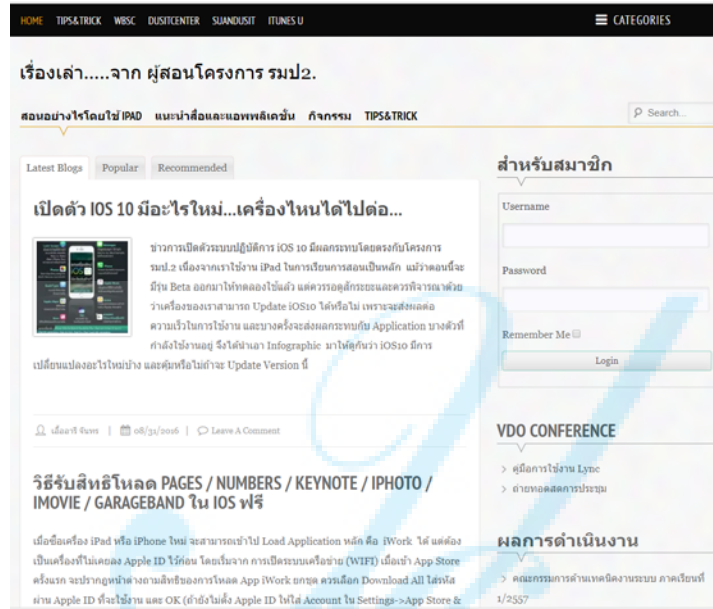 HOME TIPS&TRICK WBSC DUSITCENTER SUANDUSIT ITUNES U
CATEGORIES
เรื่องเล่า.....จาก ผู้สอนโครงการ รมป2.
สอนอย่างไรโดยใช้ IPAD แนะนำสื่อและแอพพลิเคชั่น กิจกรรม TIPS&TRICK
Search...
Latest Blogs Popular Recommended
เปิดตัว IOS 10 มีอะไรใหม่...เครื่องไหนได้ไปต่อ...
ข่าวการเปิดตัวระบบปฏิบัติการ iOS 10 มีผลกระทบโดยตรงกับโครงการ
รมป.2 เนื่องจากเราใช้งาน iPad ในการเรียนการสอนเป็นหลัก แม้ว่าตอนนี้จะ
มีรุ่น Beta ออกมาให้ทดลองใช้แล้ว แต่ควรรอดูสักระยะและควรพิจารณาด้วย
ว่าเครื่องของเราสามารถ Update iOS10 ได้หรือไม่ เพราะจะส่งผลต่อ
ความเร็วในการใช้งาน และบางครั้งจะส่งผลกระทบกับ Application บางตัวที่
กำลังใช้งานอยู่ จึงได้นำเอา Infographic มาให้ดูกันว่า iOS10 มีการ
เปลี่ยนแปลงอะไรใหม่บ้าง และคุ้มหรือไม่ถ้าจะ Update Version นี้
เอื้ออารี จันทร | 08/31/2016 | Leave A Comment
วิธีรับสิทธิโหลด PAGES / NUMBERS / KEYNOTE / IPHOTO /
IMOVIE / GARAGEBAND ใน IOS ฟรี
เมื่อซื้อเครื่อง iPad หรือ iPhone ใหม่ จะสามารถเข้าไป Load Application หลัก คือ iWork ได้ แต่ต้อง
เป็นเครื่องที่ไม่เคยลง Apple ID ไว้ก่อน โดยเริ่มจาก การเปิดระบบเครือข่าย (WIFI) เมื่อเข้า App Store
ครั้งแรก จะปรากฏหน้าต่างถามสิทธิของการโหลด App iWork ยกชุด ควรเลือก Download All ใส่รหัส
ผ่าน Apple ID ที่จะใช้งาน และ OK (ถ้ายังไม่ตั้ง Apple ID ให้ใส่ Account ใน Settings->App Store &
สำหรับสมาชิก
Username
Password
Remember Me
Login
VDO CONFERENCE
> คู่มือการใช้งาน Lync
> ถ่ายทอดสดการประชุม
ผลการดำเนินงาน
> คณะกรรมการด้านเทคนิคงานระบบ ภาคเรียนที่
1/2557